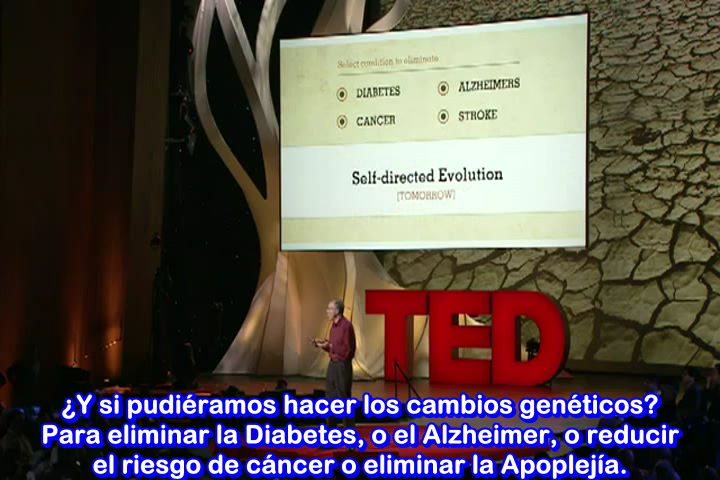 Select condition to eliminate
DIABETES
ALZHEIMERS
CANCER
STROKE
Self-directed Evolution
[TOMORROW]
TED
¿Y si pudiéramos hacer los cambios genéticos?
Para eliminar la Diabetes, o el Alzheimer, o reducir
el riesgo de cáncer o eliminar la Apoplejía.